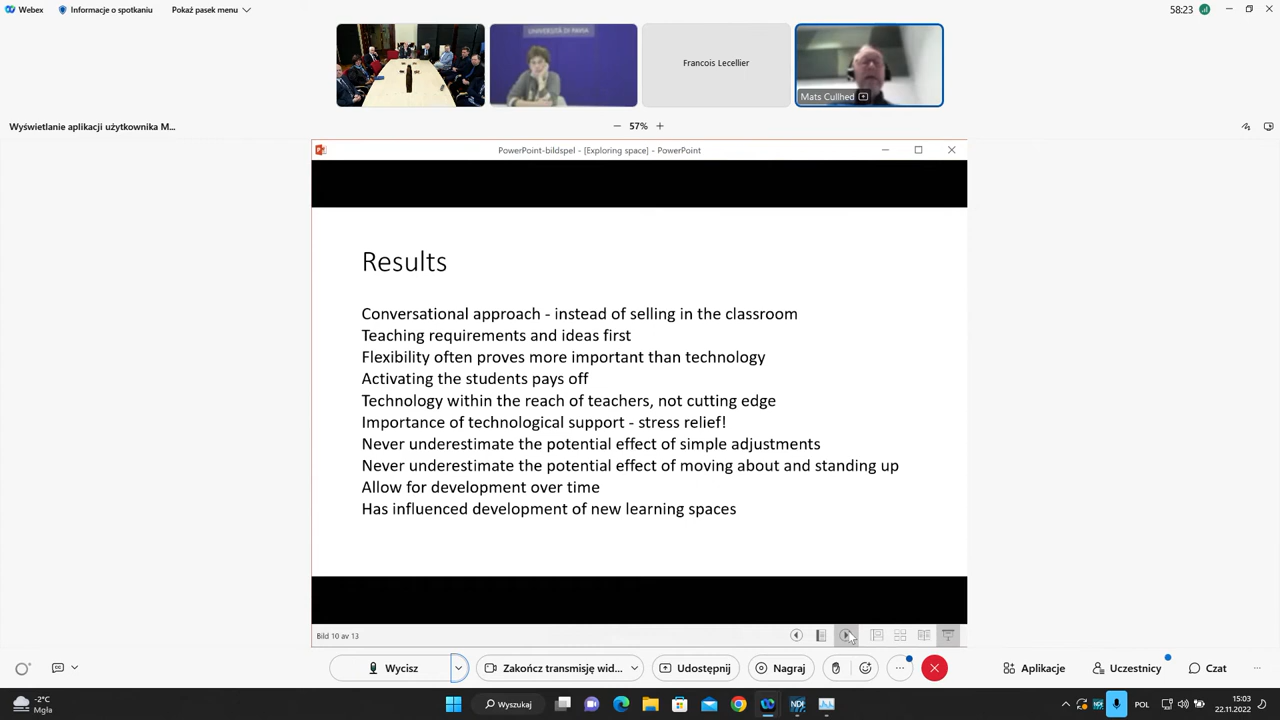 Webex
Informacje o spotkaniu
Pokaż pasek menu
58:23
UNIVERSITÀ DI PAVIA
Francois Lecellier
Mats Cullhed
Wyświetlanie aplikacji użytkownika M...
57%
PowerPoint-bildspel - [Exploring space] - PowerPoint
Results
Conversational approach - instead of selling in the classroom
Teaching requirements and ideas first
Flexibility often proves more important than technology
Activating the students pays off
Technology within the reach of teachers, not cutting edge
Importance of technological support - stress relief!
Never underestimate the potential effect of simple adjustments
Never underestimate the potential effect of moving about and standing up
Allow for development over time
Has influenced development of new learning spaces
Bild 10 av 13
Wycisz
Zakończ transmisję wid...
Udostępnij
Nagraj
Aplikacje
Uczestnicy
Czat
-2°C
Mgła
Wyszukaj
POL
15:03
22.11.2022